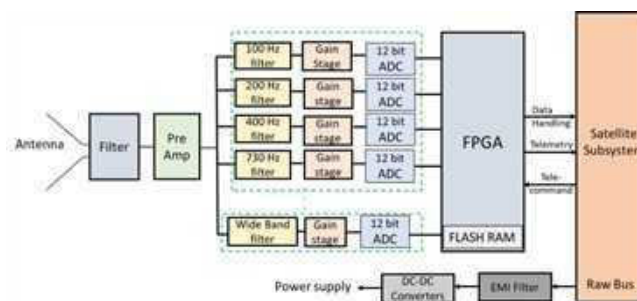 Antenna
Filter
Pre
Amp
100 Hz
filter
Gain
Stage
12 bit
ADC
200 Hz
filter
Gain
stage
12 bit
ADC
400 Hz
filter
Gain
stage
12 bit
ADC
730 Hz
filter
Gain
stage
12 bit
ADC
Wide Band
filter
Gain
stage
12 bit
ADC
FPGA
FLASH RAM
Data
Handling
Telemetry
Tele-
command
Satellite
Subsystem
Raw Bus
EMI Filter
DC-DC
Converters
Power supply